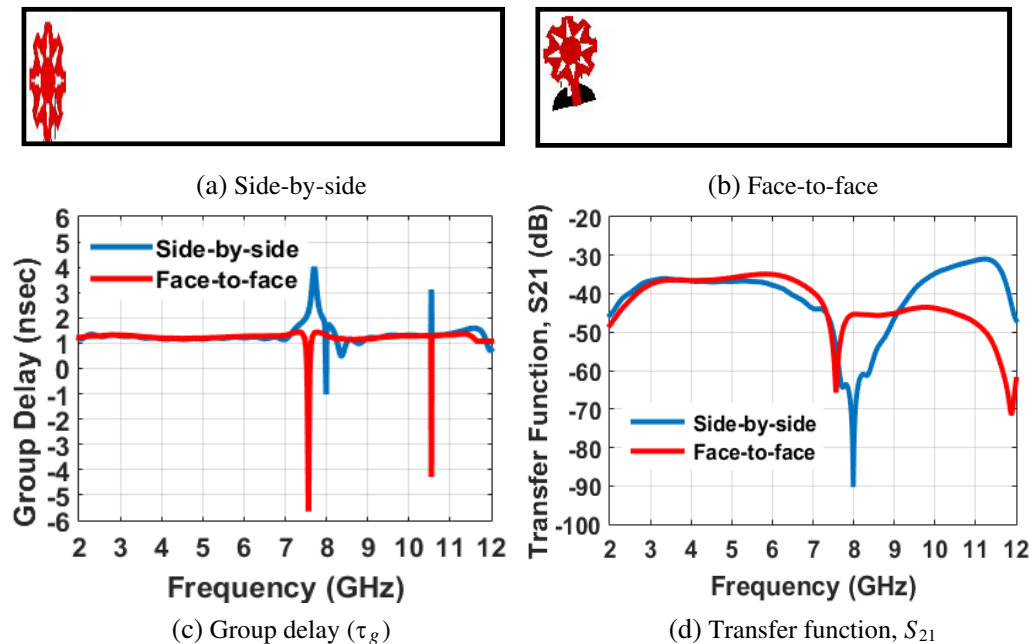 (a) Side-by-side
(b) Face-to-face
Group Delay (nsec)
6
5
4
3
2
1
0
-1
-2
-3
-4
-5
-6
Side-by-side
Face-to-face
2 3 4 5 6 7 8 9 10 11 12
Frequency (GHz)
(c) Group delay (τg)
Transfer Function, S21 (dB)
-20
-30
-40
-50
-60
-70
-80
-90
-100
Side-by-side
Face-to-face
2 3 4 5 6 7 8 9 10 11 12
Frequency (GHz)
(d) Transfer function, S21